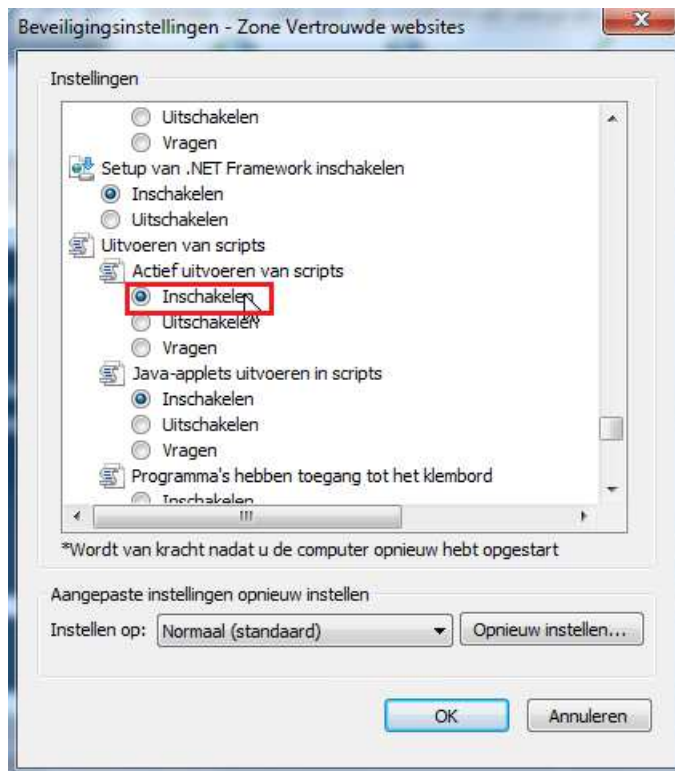 Beveiligingsinstellingen - Zone Vertrouwde websites
Instellingen
Uitschakelen
Vragen
Setup van .NET Framework inschakelen
Inschakelen
Uitschakelen
Uitvoeren van scripts
Actief uitvoeren van scripts
Inschakelen
Uitschakelen
Vragen
Java-applets uitvoeren in scripts
Inschakelen
Uitschakelen
Vragen
Programma's hebben toegang tot het klembord
Inschakelen
*Wordt van kracht nadat u de computer opnieuw hebt opgestart
Aangepaste instellingen opnieuw instellen
Instellen op: Normaal (standaard) Opnieuw instellen...
OK Annuleren